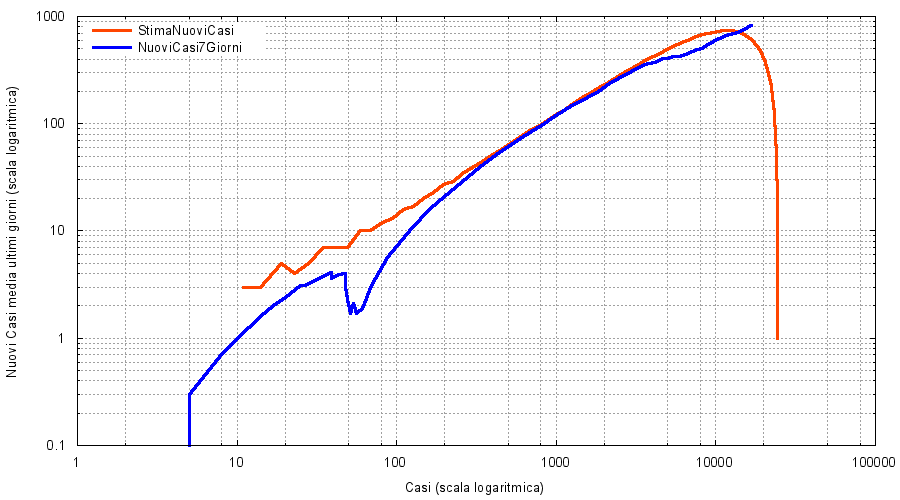 1000
100
10
1
0.1
StimaNuoviCasi
NuoviCasi7Giorni
Nuovi Casi media ultimi giorni (scala logaritmica)
1 10 100 1000 10000 100000
Casi (scala logaritmica)